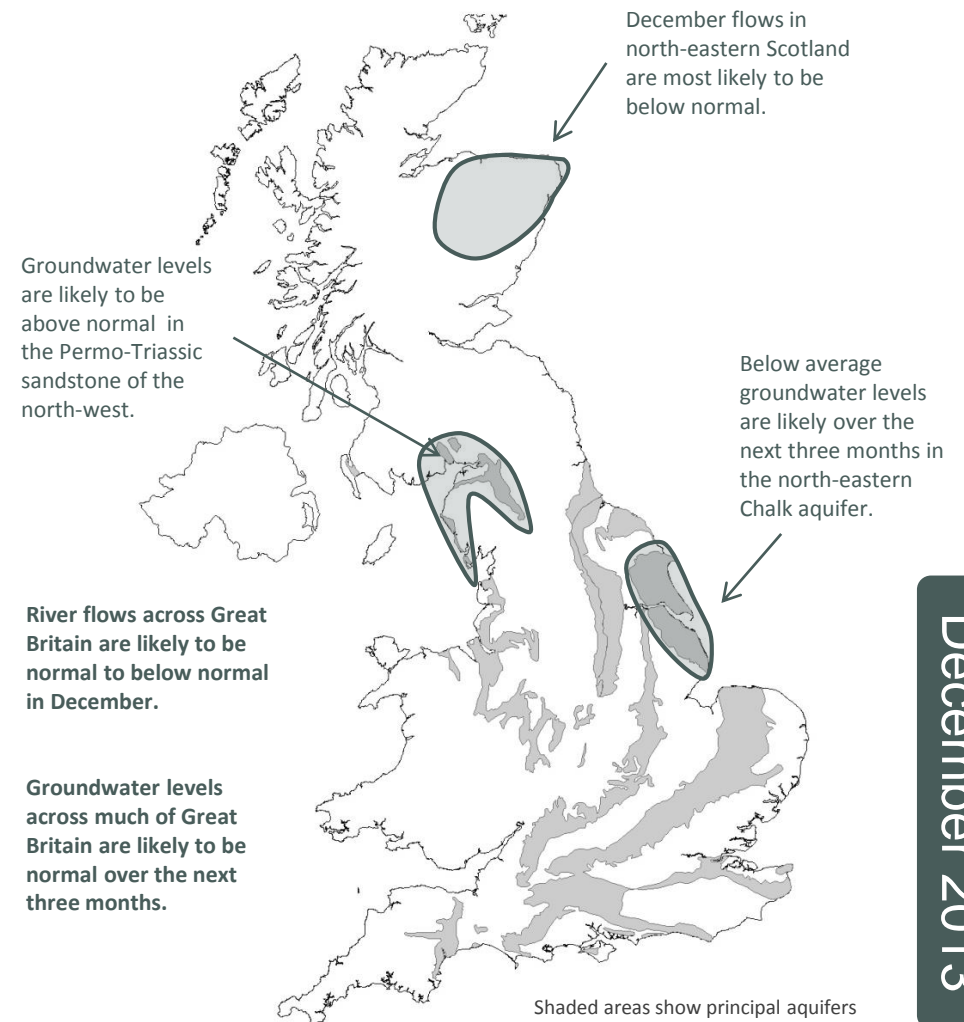 December flows in
north-eastern Scotland
are most likely to be
below normal.
Groundwater levels
are likely to be
above normal in
the Permo-Triassic
sandstone of the
north-west.
Below average
groundwater levels
are likely over the
next three months in
the north-eastern
Chalk aquifer.
River flows across Great
Britain are likely to be
normal to below normal
in December.
Groundwater levels
across much of Great
Britain are likely to be
normal over the next
three months.
December 2013
Shaded areas show principal aquifers